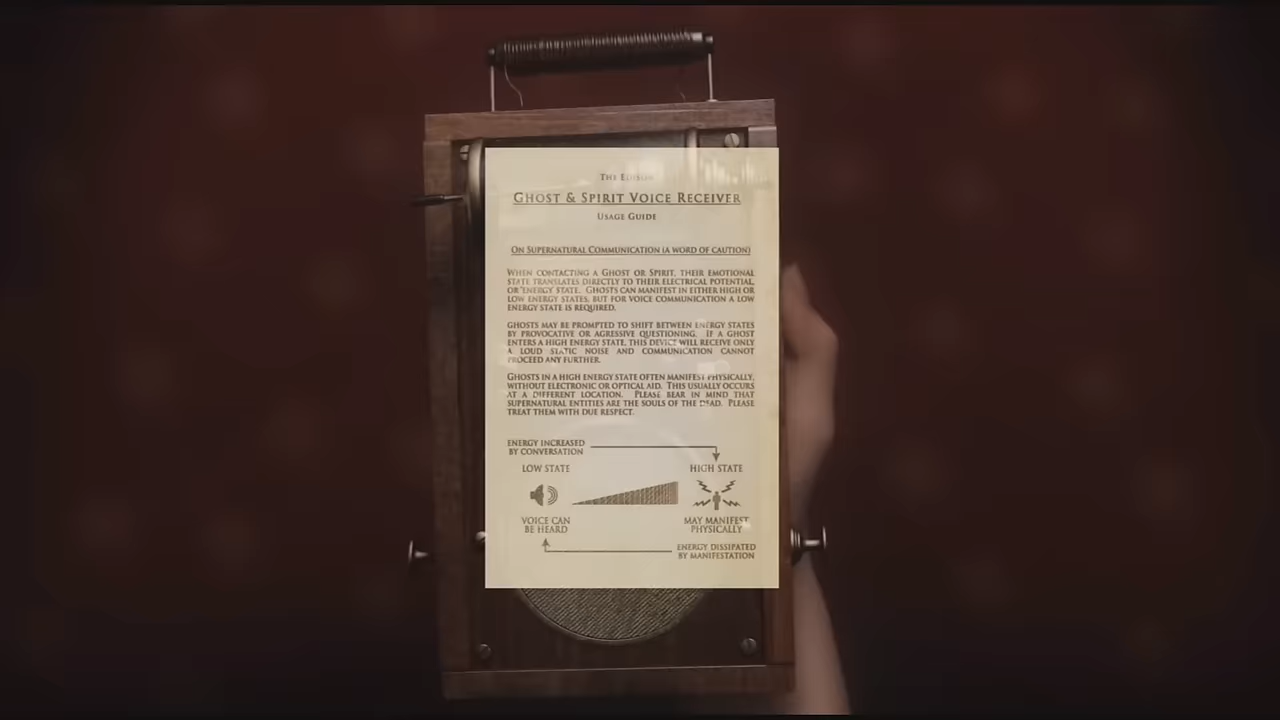 The Edison
Ghost & Spirit Voice Receiver
Usage Guide
On Supernatural Communication (a word of caution)
When contacting a Ghost or Spirit, their emotional
state translates directly to their electrical potential,
or "energy state. Ghosts can manifest in either high or
low energy states, but for voice communication a low
energy state is required.
Ghosts may be prompted to shift between energy states
by provocative or agressive questioning. If a ghost
enters a high energy state, this device will receive only
a loud static noise and communication cannot
proceed any further.
Ghosts in a high energy state often manifest physically,
without electronic or optical aid. This usually occurs
at a different location. Please bear in mind that
supernatural entities are the souls of the dead. Please
treat them with due respect.
Energy increased
by conversation
Low state
High state
Voice can
be heard
May manifest
physically
Energy dissipated
by manifestation